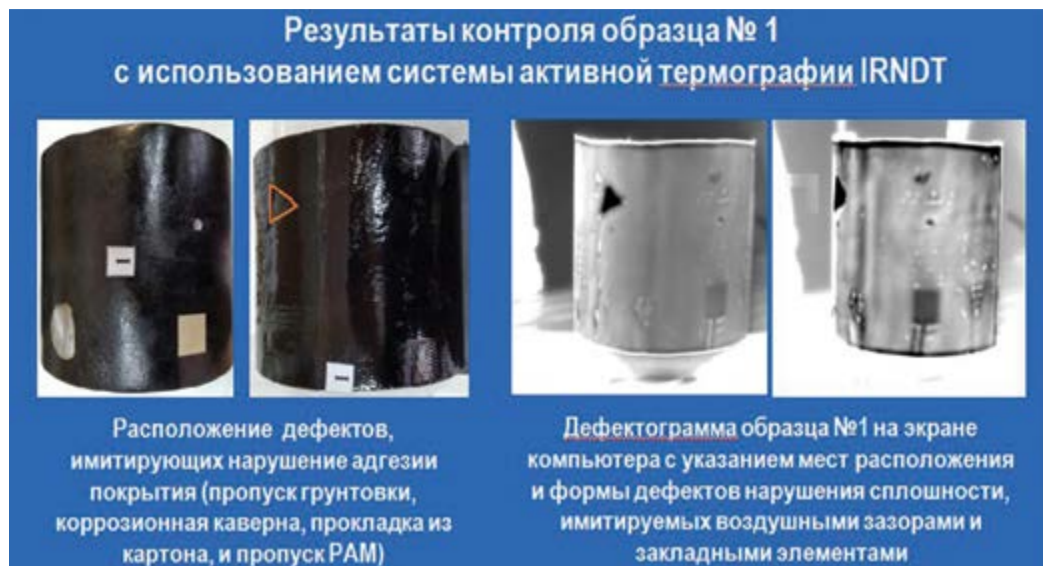 Результаты контроля образца № 1
с использованием системы активной термографии IRNDT
Расположение дефектов,
имитирующих нарушение адгезии
покрытия (пропуск грунтовки,
коррозионная каверна, прокладка из
картона, и пропуск РАМ)
Дефектограмма образца №1 на экране
компьютера с указанием мест расположения
и формы дефектов нарушения сплошности,
имитируемых воздушными зазорами и
закладными элементами